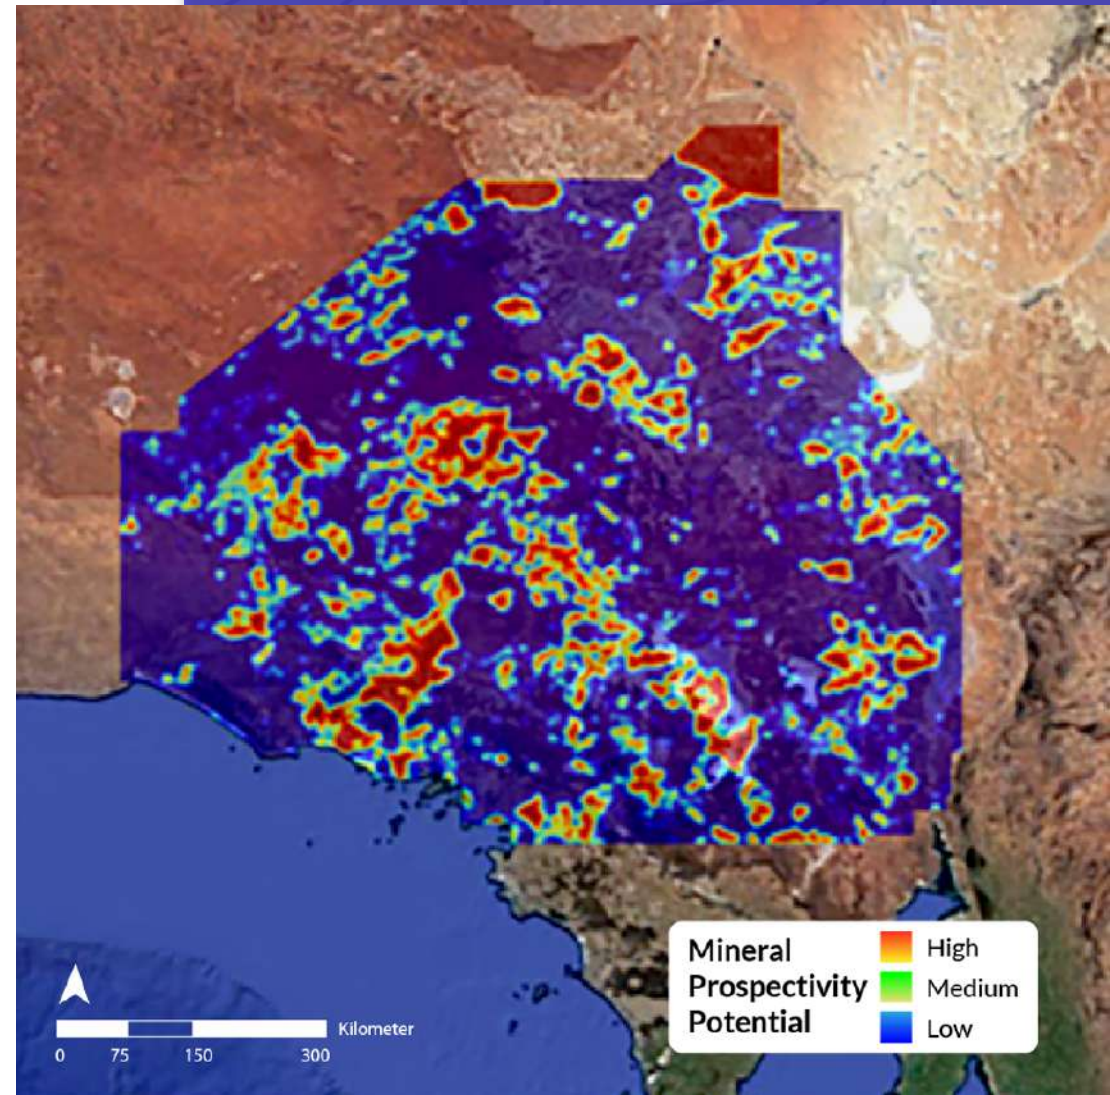 Mineral
Prospectivity
Potential
High
Medium
Low
Kilometer
0 75 150 300